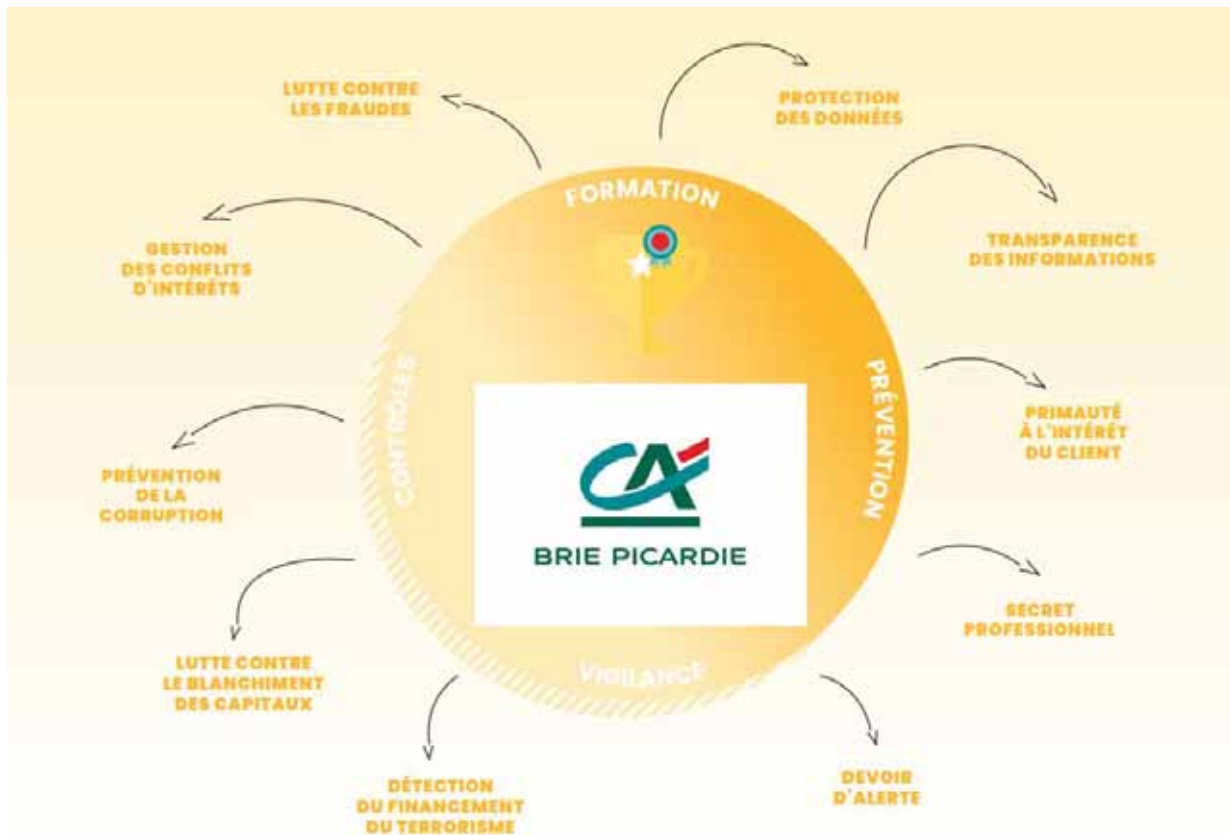 LUTTE CONTRE
LES FRAUDES
PROTECTION
DES DONNÉES
FORMATION
TRANSPARENCE
DES INFORMATIONS
GESTION
DES CONFLITS
D'INTÉRÊTS
CONTRÔLES
PRÉVENTION
PRIMAUTÉ
À L'INTÉRÊT
DU CLIENT
CA
BRIE PICARDIE
PRÉVENTION
DE LA
CORRUPTION
SECRET
PROFESSIONNEL
LUTTE CONTRE
LE BLANCHIMENT
DES CAPITAUX
VIGILANCE
DÉTECTION
DU FINANCEMENT
DU TERRORISME
DEVOIR
D'ALERTE